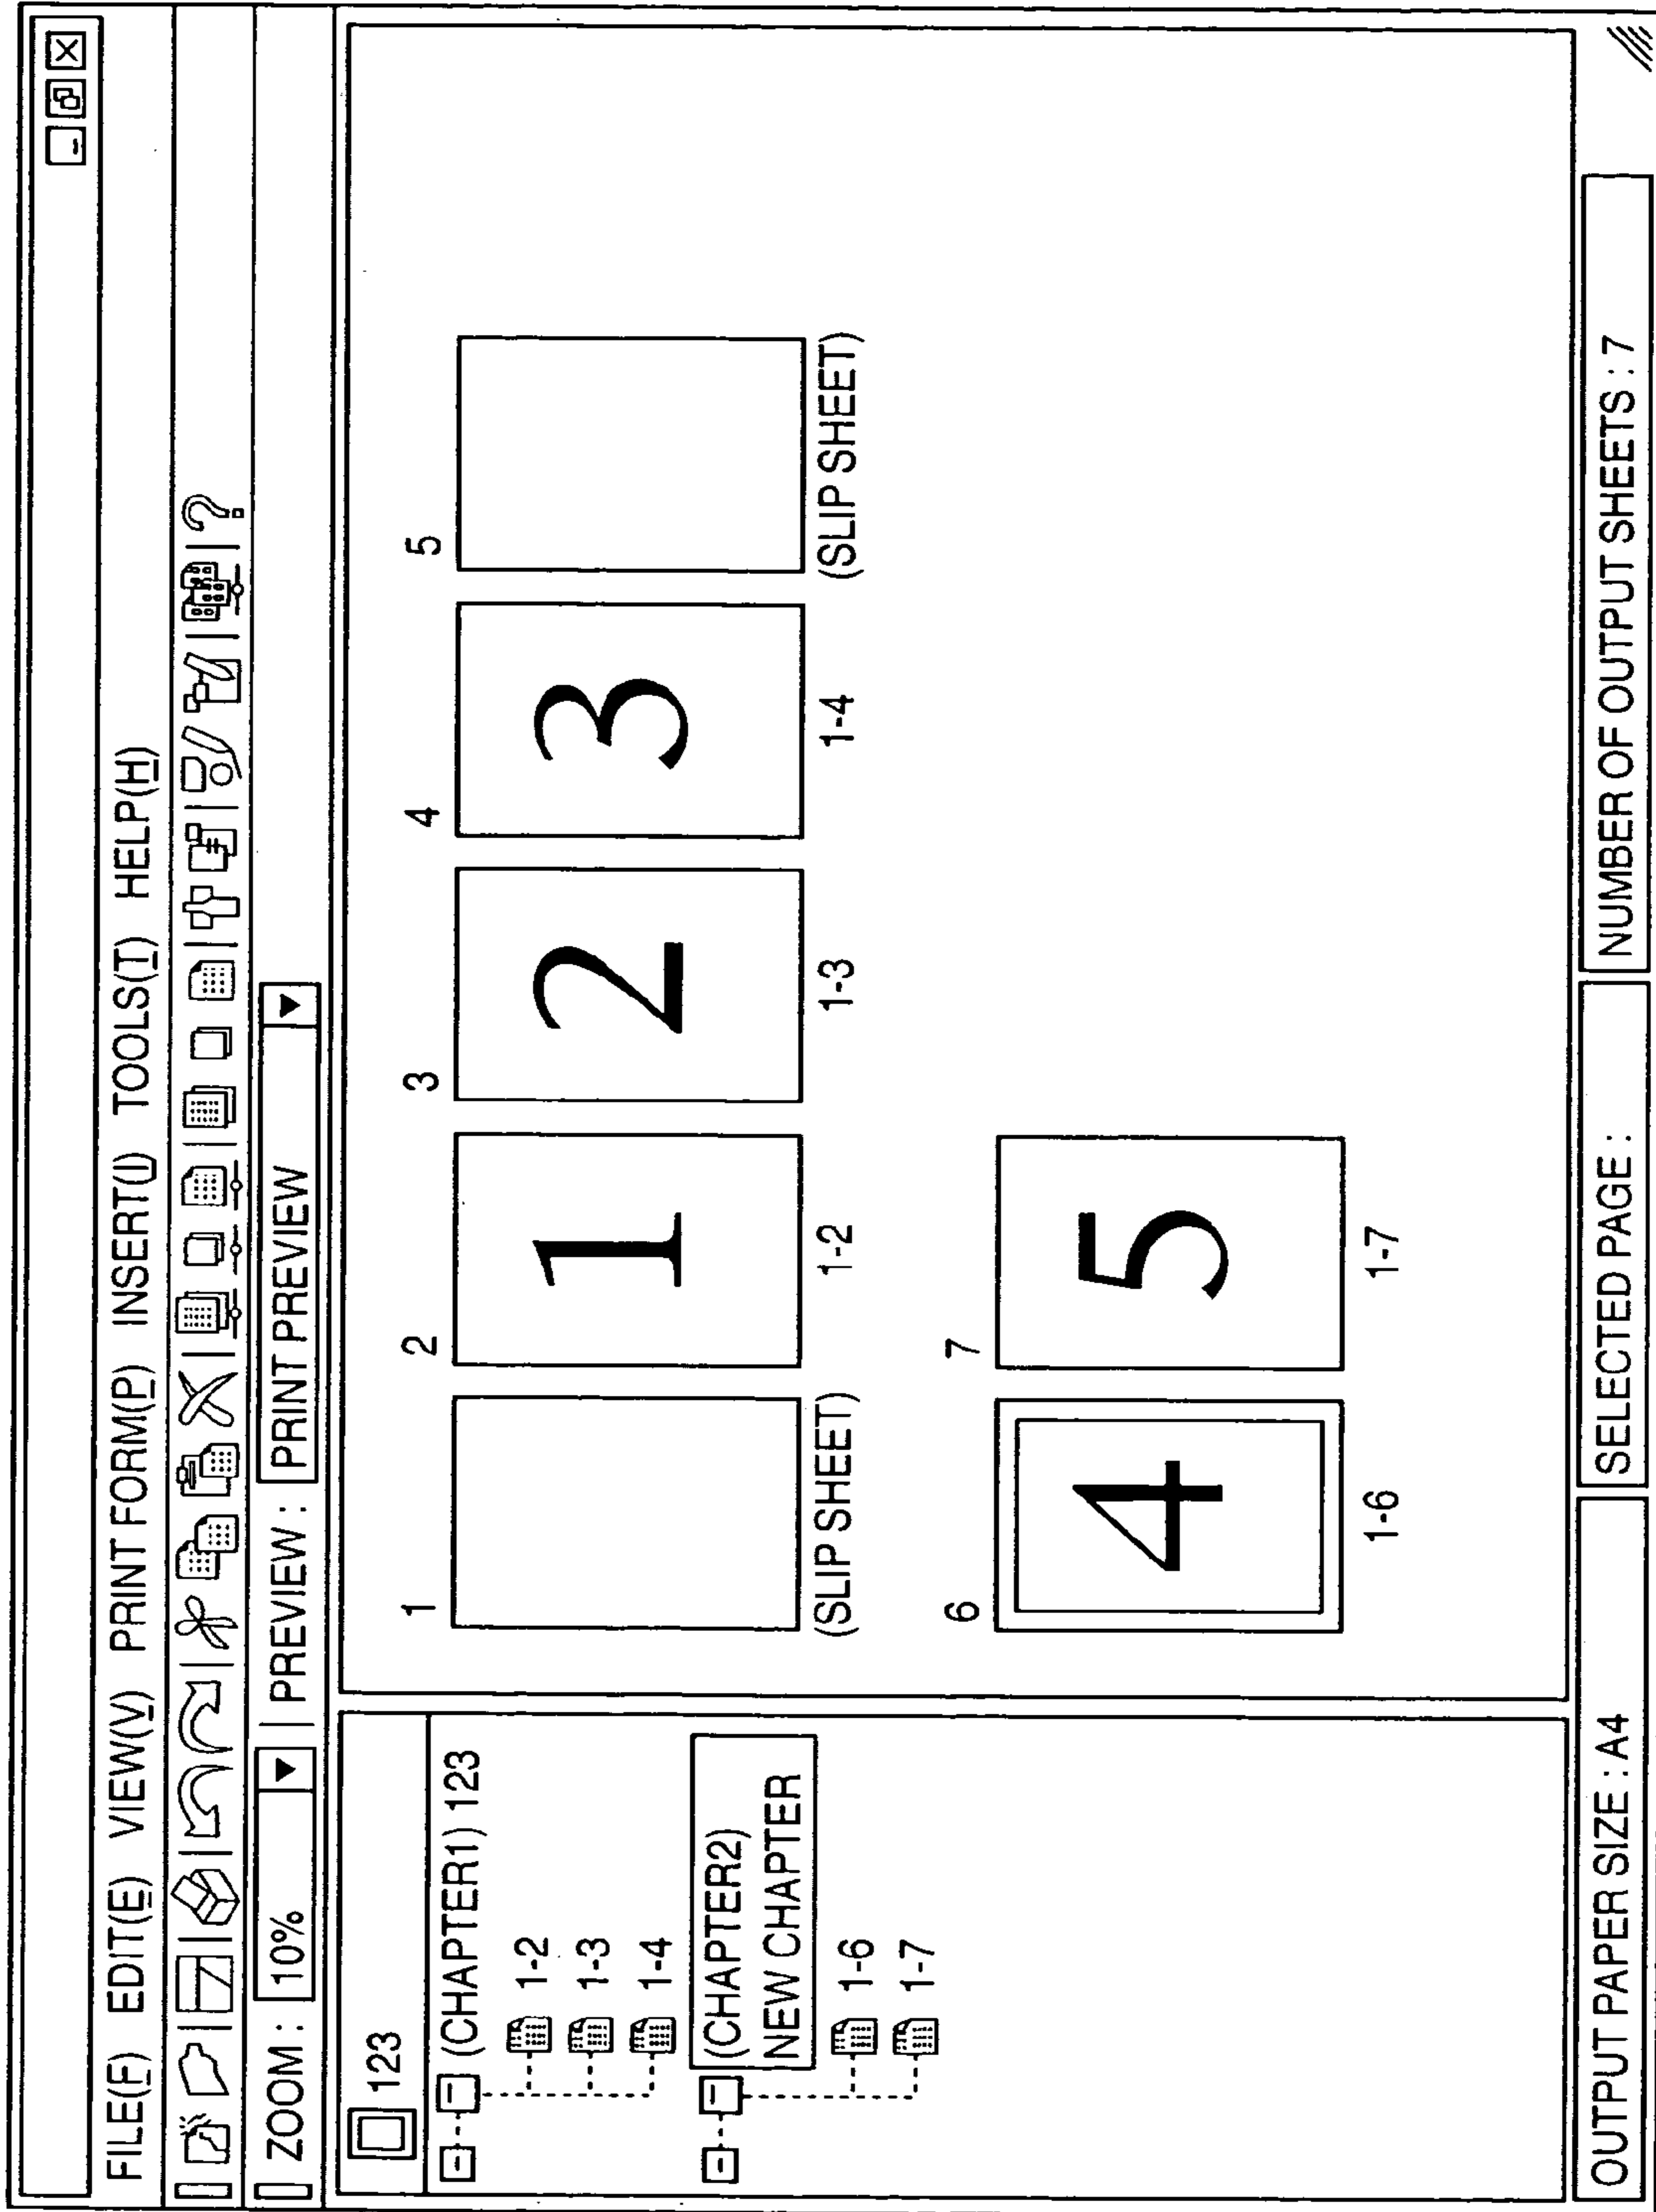 FILE(F) EDIT(E) VIEW(V) PRINT FORM(P) INSERT(I) TOOLS(T) HELP(H)
ZOOM : 10% PREVIEW : PRINT PREVIEW
123
(CHAPTER1) 123
1-2
1-3
1-4
(CHAPTER2)
NEW CHAPTER
1-6
1-7
1 2 3 4 5
1 2 3
(SLIP SHEET) 1-2 1-3 1-4 (SLIP SHEET)
6 7
4 5
1-6 1-7
OUTPUT PAPER SIZE : A4 SELECTED PAGE : NUMBER OF OUTPUT SHEETS : 7